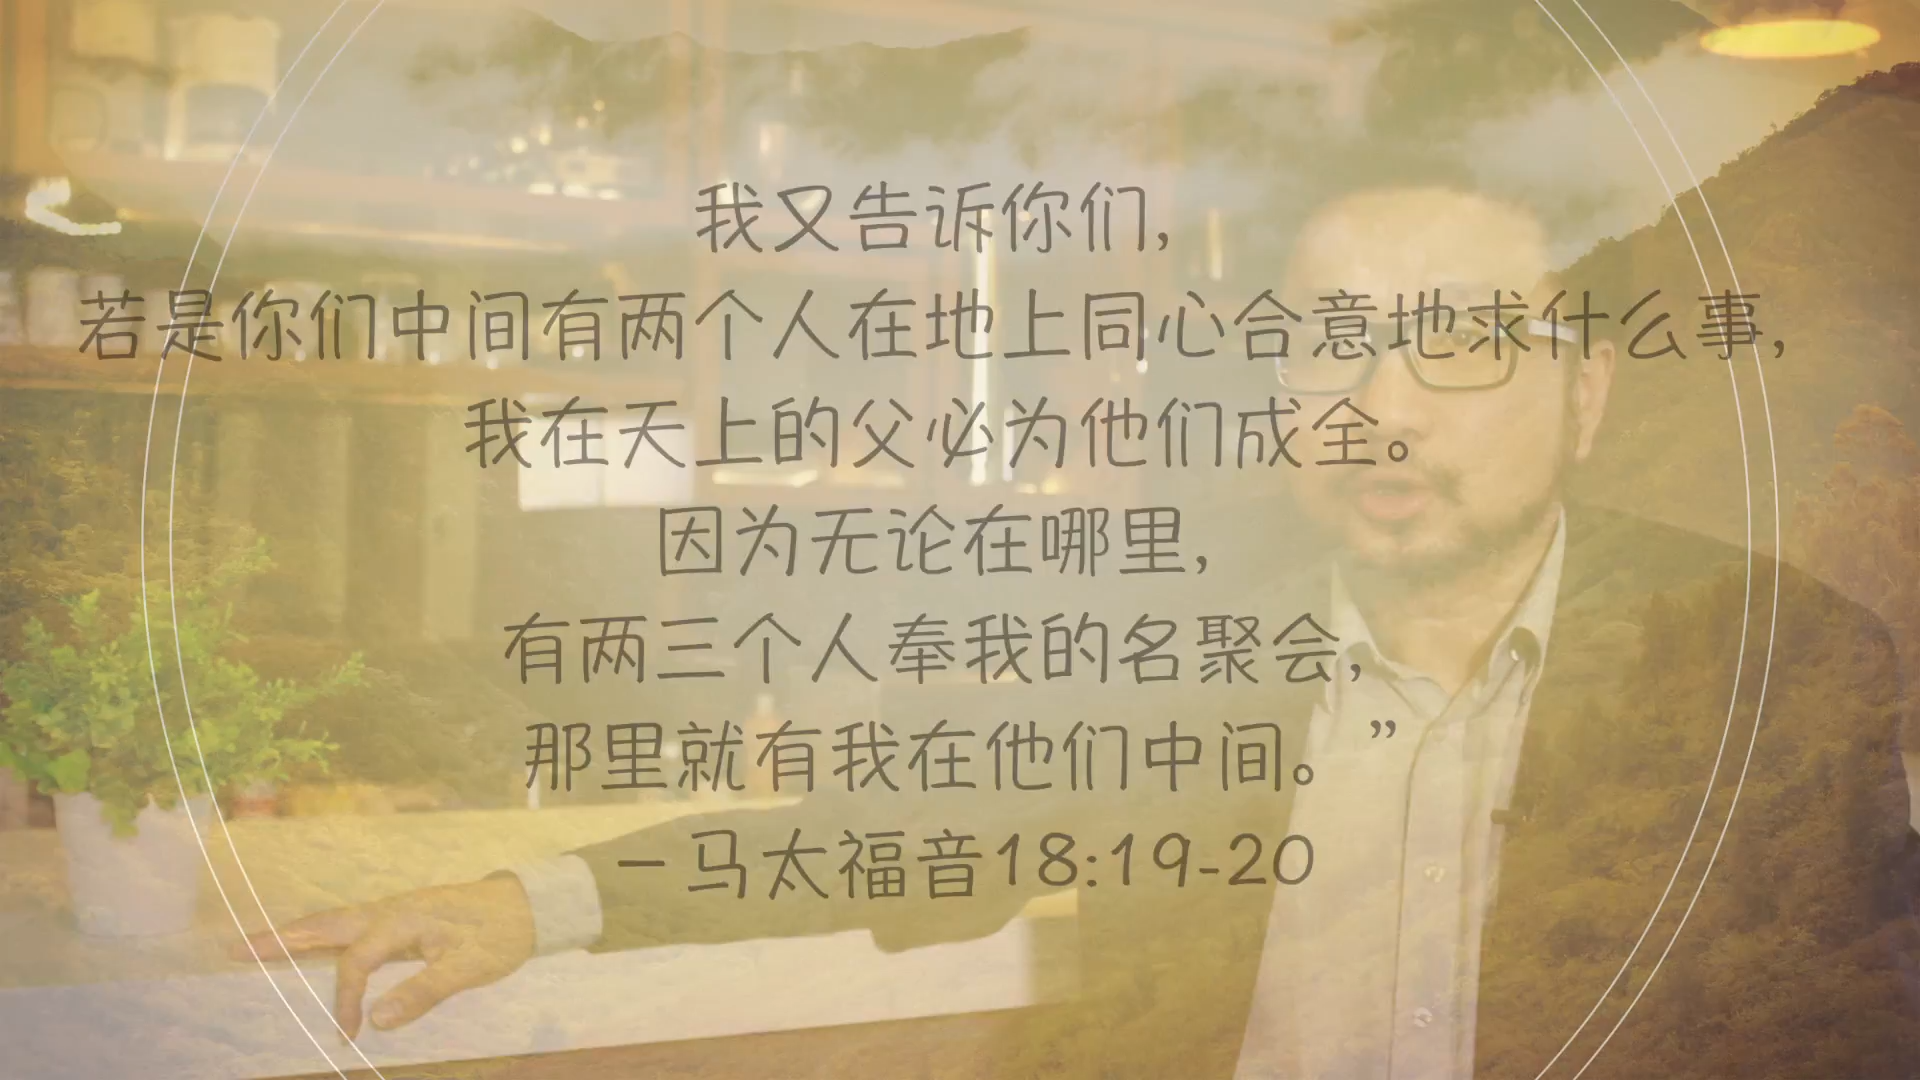 我又告诉你们,
若是你们中间有两个人在地上同心合意地求什么事,
我在天上的父必为他们成全。
因为无论在哪里,
有两三个人奉我的名聚会,
那里就有我在他们中间。”
－马太福音18:19-20